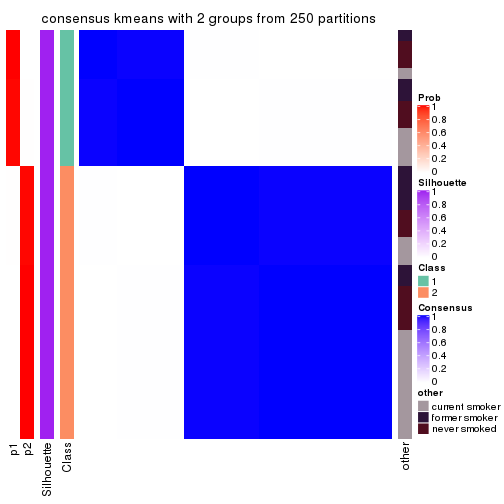 consensus kmeans with 2 groups from 250 partitions
Prob
1
0.8
0.6
0.4
0.2
0
Silhouette
1
0.8
0.6
0.4
0.2
0
Class
1
2
Consensus
1
0.8
0.6
0.4
0.2
0
other
current smoker
former smoker
never smoked
p1
p2
Silhouette
Class
other